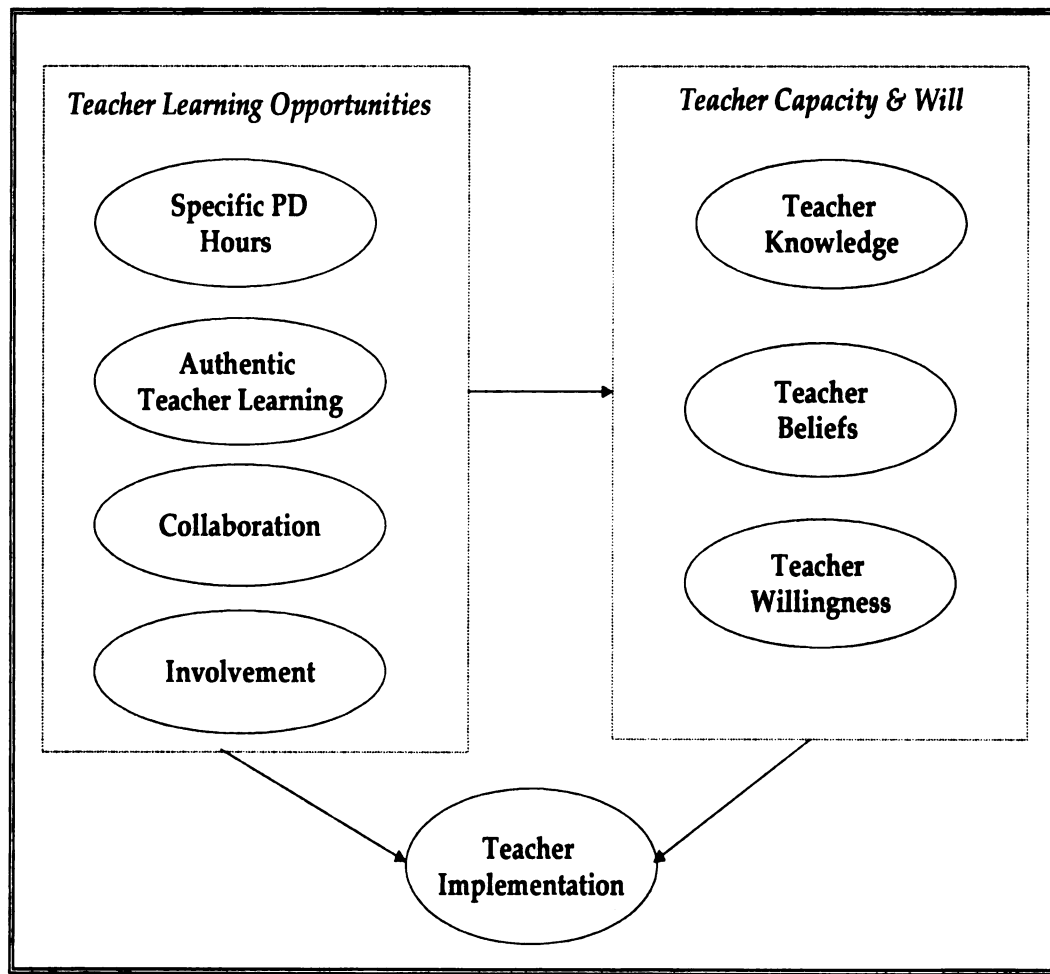 Teacher Learning Opportunities
Specific PD
Hours
Authentic
Teacher Learning
Collaboration
Involvement
Teacher Capacity & Will
Teacher
Knowledge
Teacher
Beliefs
Teacher
Willingness
Teacher
Implementation